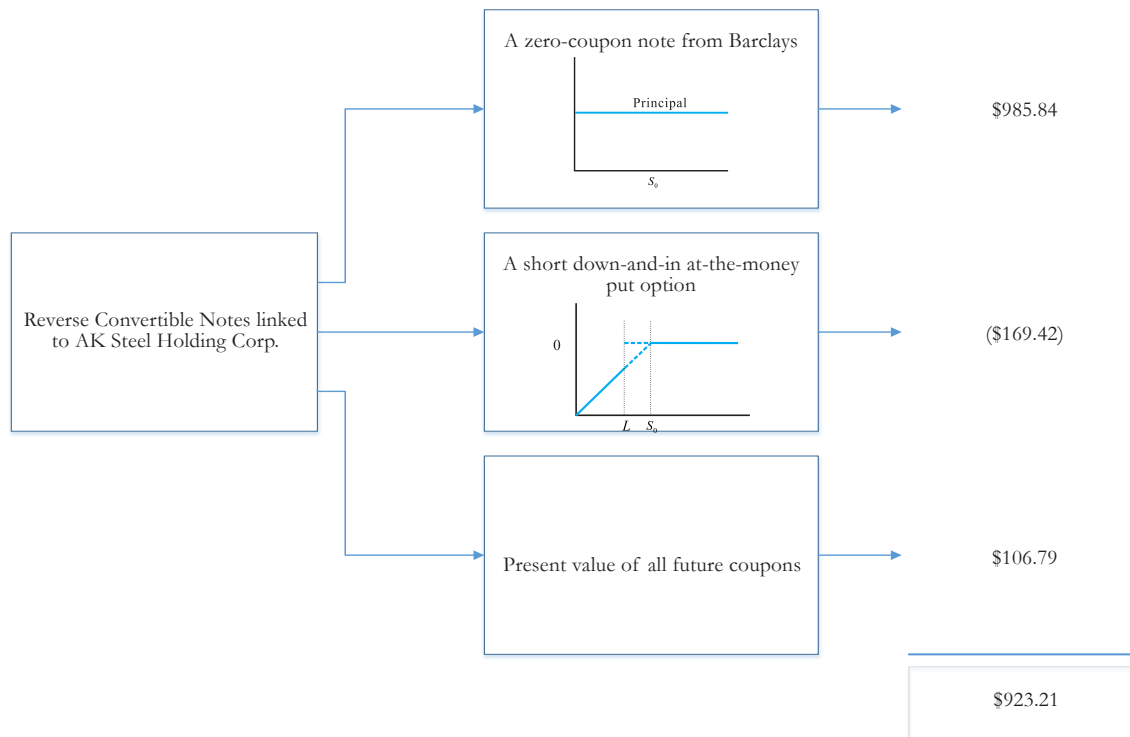 A zero-coupon note from Barclays
Principal
S₀
$985.84
Reverse Convertible Notes linked
to AK Steel Holding Corp.
A short down-and-in at-the-money
put option
0
L S₀
($169.42)
Present value of all future coupons
$106.79
$923.21